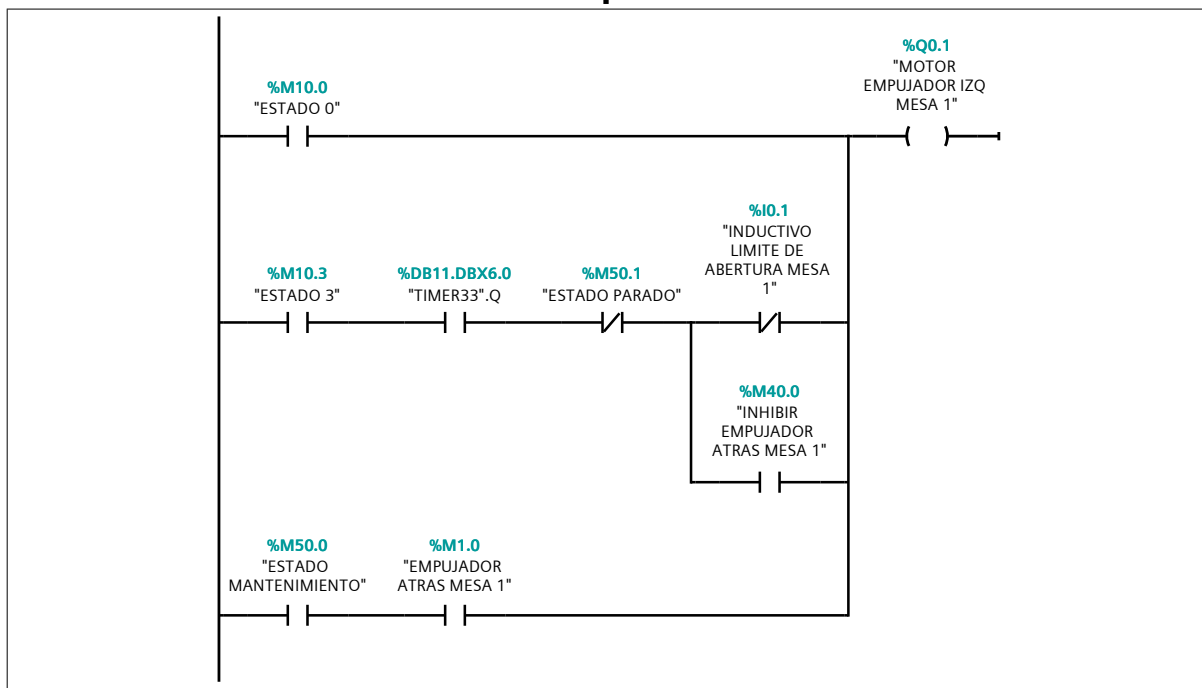 %Q0.1
"MOTOR
EMPUJADOR IZQ
MESA 1"
%M10.0
"ESTADO 0"
%I0.1
"INDUCTIVO
LIMITE DE
ABERTURA MESA
1"
%M10.3
"ESTADO 3"
%DB11.DBX6.0
"TIMER33".Q
%M50.1
"ESTADO PARADO"
%M40.0
"INHIBIR
EMPUJADOR
ATRAS MESA 1"
%M50.0
"ESTADO
MANTENIMIENTO"
%M1.0
"EMPUJADOR
ATRAS MESA 1"